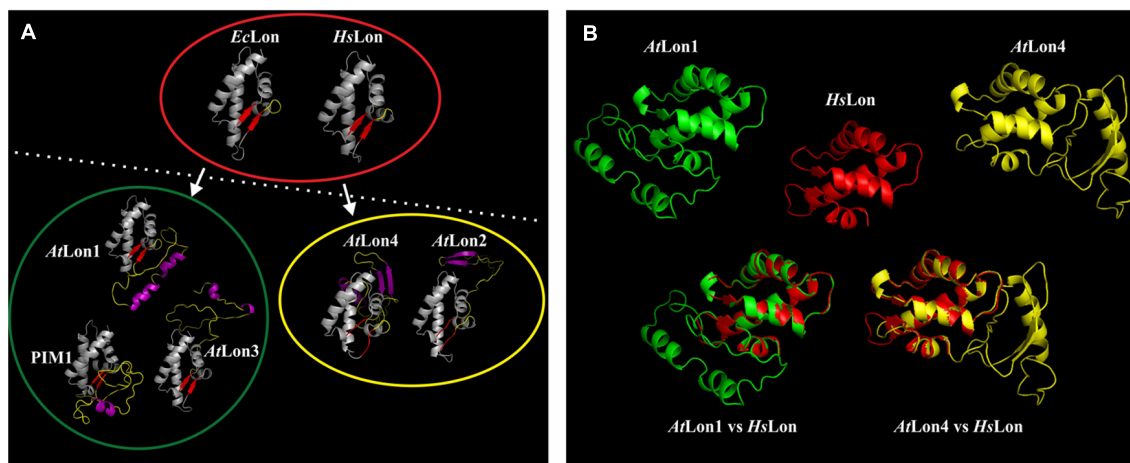 A
EcLon
HsLon
AtLon1
AtLon4
AtLon2
PIM1
AtLon3
B
AtLon1
AtLon4
HsLon
AtLon1 vs HsLon
AtLon4 vs HsLon